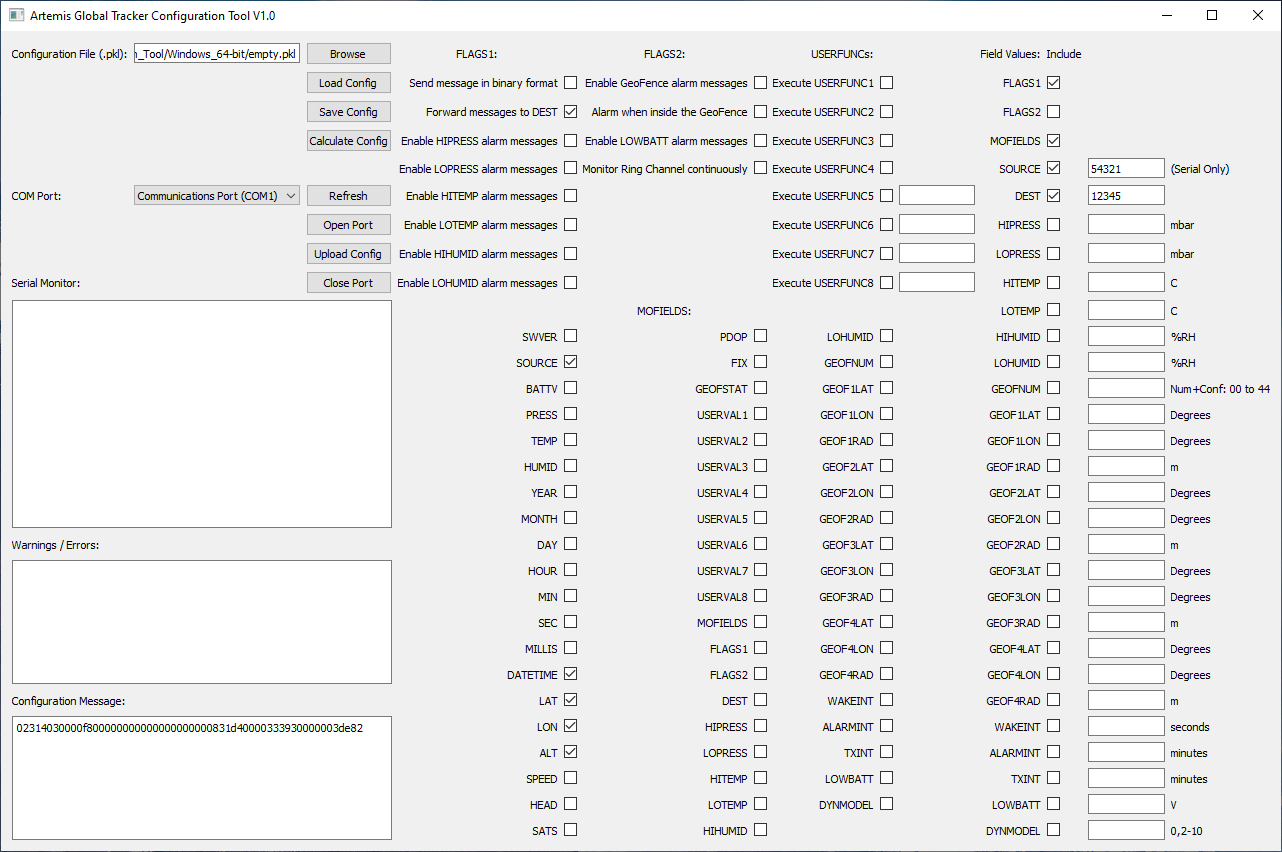 Artemis Global Tracker Configuration Tool V1.0
Configuration File (.pkl): n_Tool/Windows_64-bit/empty.pkl Browse FLAGS1: FLAGS2: USERFUNCs: Field Values: Include
Load Config Send message in binary format Enable GeoFence alarm messages Execute USERFUNC1 FLAGS1
Save Config Forward messages to DEST Alarm when inside the GeoFence Execute USERFUNC2 FLAGS2
Calculate Config Enable HIPRESS alarm messages Enable LOWBATT alarm messages Execute USERFUNC3 MOFIELDS
Enable LOPRESS alarm messages Monitor Ring Channel continuously Execute USERFUNC4 SOURCE 54321 (Serial Only)
COM Port: Communications Port (COM1) Refresh Enable HITEMP alarm messages Execute USERFUNC5 DEST 12345
Open Port Enable LOTEMP alarm messages Execute USERFUNC6 HIPRESS mbar
Upload Config Enable HIHUMID alarm messages Execute USERFUNC7 LOPRESS mbar
Serial Monitor: Close Port Enable LOHUMID alarm messages Execute USERFUNC8 HITEMP C
MOFIELDS: LOTEMP C
SWVER PDOP LOHUMID HIHUMID %RH
SOURCE FIX GEOFNUM LOHUMID %RH
BATTV GEOFSTAT GEOF1LAT GEOFNUM Num+Conf: 00 to 44
PRESS USERVAL1 GEOF1LON GEOF1LAT Degrees
TEMP USERVAL2 GEOF1RAD GEOF1LON Degrees
HUMID USERVAL3 GEOF2LAT GEOF1RAD m
YEAR USERVAL4 GEOF2LON GEOF2LAT Degrees
MONTH USERVAL5 GEOF2RAD GEOF2LON Degrees
Warnings / Errors: DAY USERVAL6 GEOF3LAT GEOF2RAD m
HOUR USERVAL7 GEOF3LON GEOF3LAT Degrees
MIN USERVAL8 GEOF3RAD GEOF3LON Degrees
SEC MOFIELDS GEOF4LAT GEOF3RAD m
MILLIS FLAGS1 GEOF4LON GEOF4LAT Degrees
DATETIME FLAGS2 GEOF4RAD GEOF4LON Degrees
Configuration Message: LAT DEST WAKEINT GEOF4RAD m
02314030000f800000000000000000000831d40000333930000003de82 LON HIPRESS ALARMINT WAKEINT seconds
ALT LOPRESS TXINT ALARMINT minutes
SPEED HITEMP LOWBATT TXINT minutes
HEAD LOTEMP DYNMODEL LOWBATT V
SATS HIHUMID DYNMODEL 0,2-10